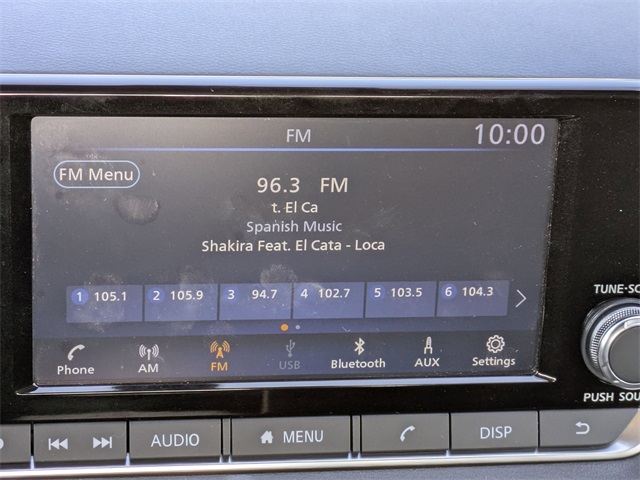 FM 10:00
FM Menu
96.3 FM
t. El Ca
Spanish Music
Shakira Feat. El Cata - Loca
1 105.1 2 105.9 3 94.7 4 102.7 5 103.5 6 104.3
Phone AM FM USB Bluetooth AUX Settings
TUNE-SC
PUSH SOU
AUDIO MENU DISP